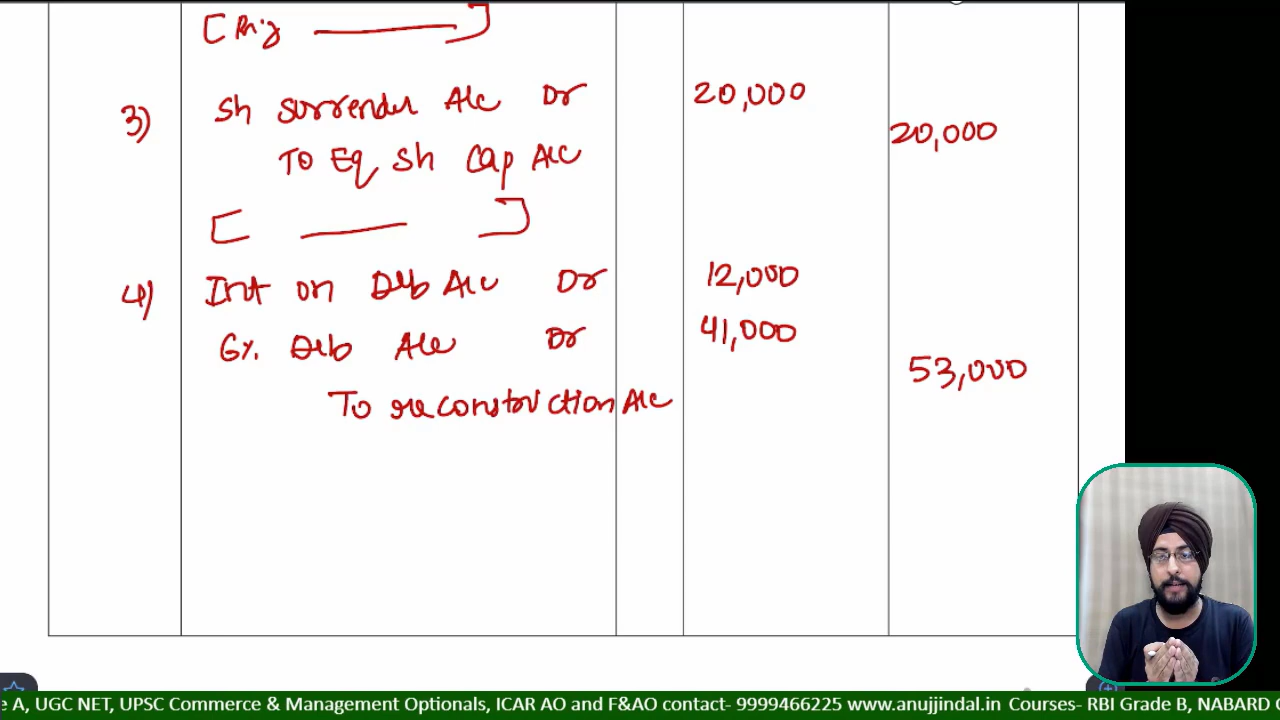 [Being ———]
3) Sh surrender A/c Dr 20,000
To Eq Sh Cap A/c 20,000
[ ——— ]
4) Int on Deb A/c Dr 12,000
6% Deb A/c Dr 41,000
To reconstruction A/c 53,000
e A, UGC NET, UPSC Commerce & Management Optionals, ICAR AO and F&AO contact- 9999466225 www.anujjindal.in Courses- RBI Grade B, NABARD G